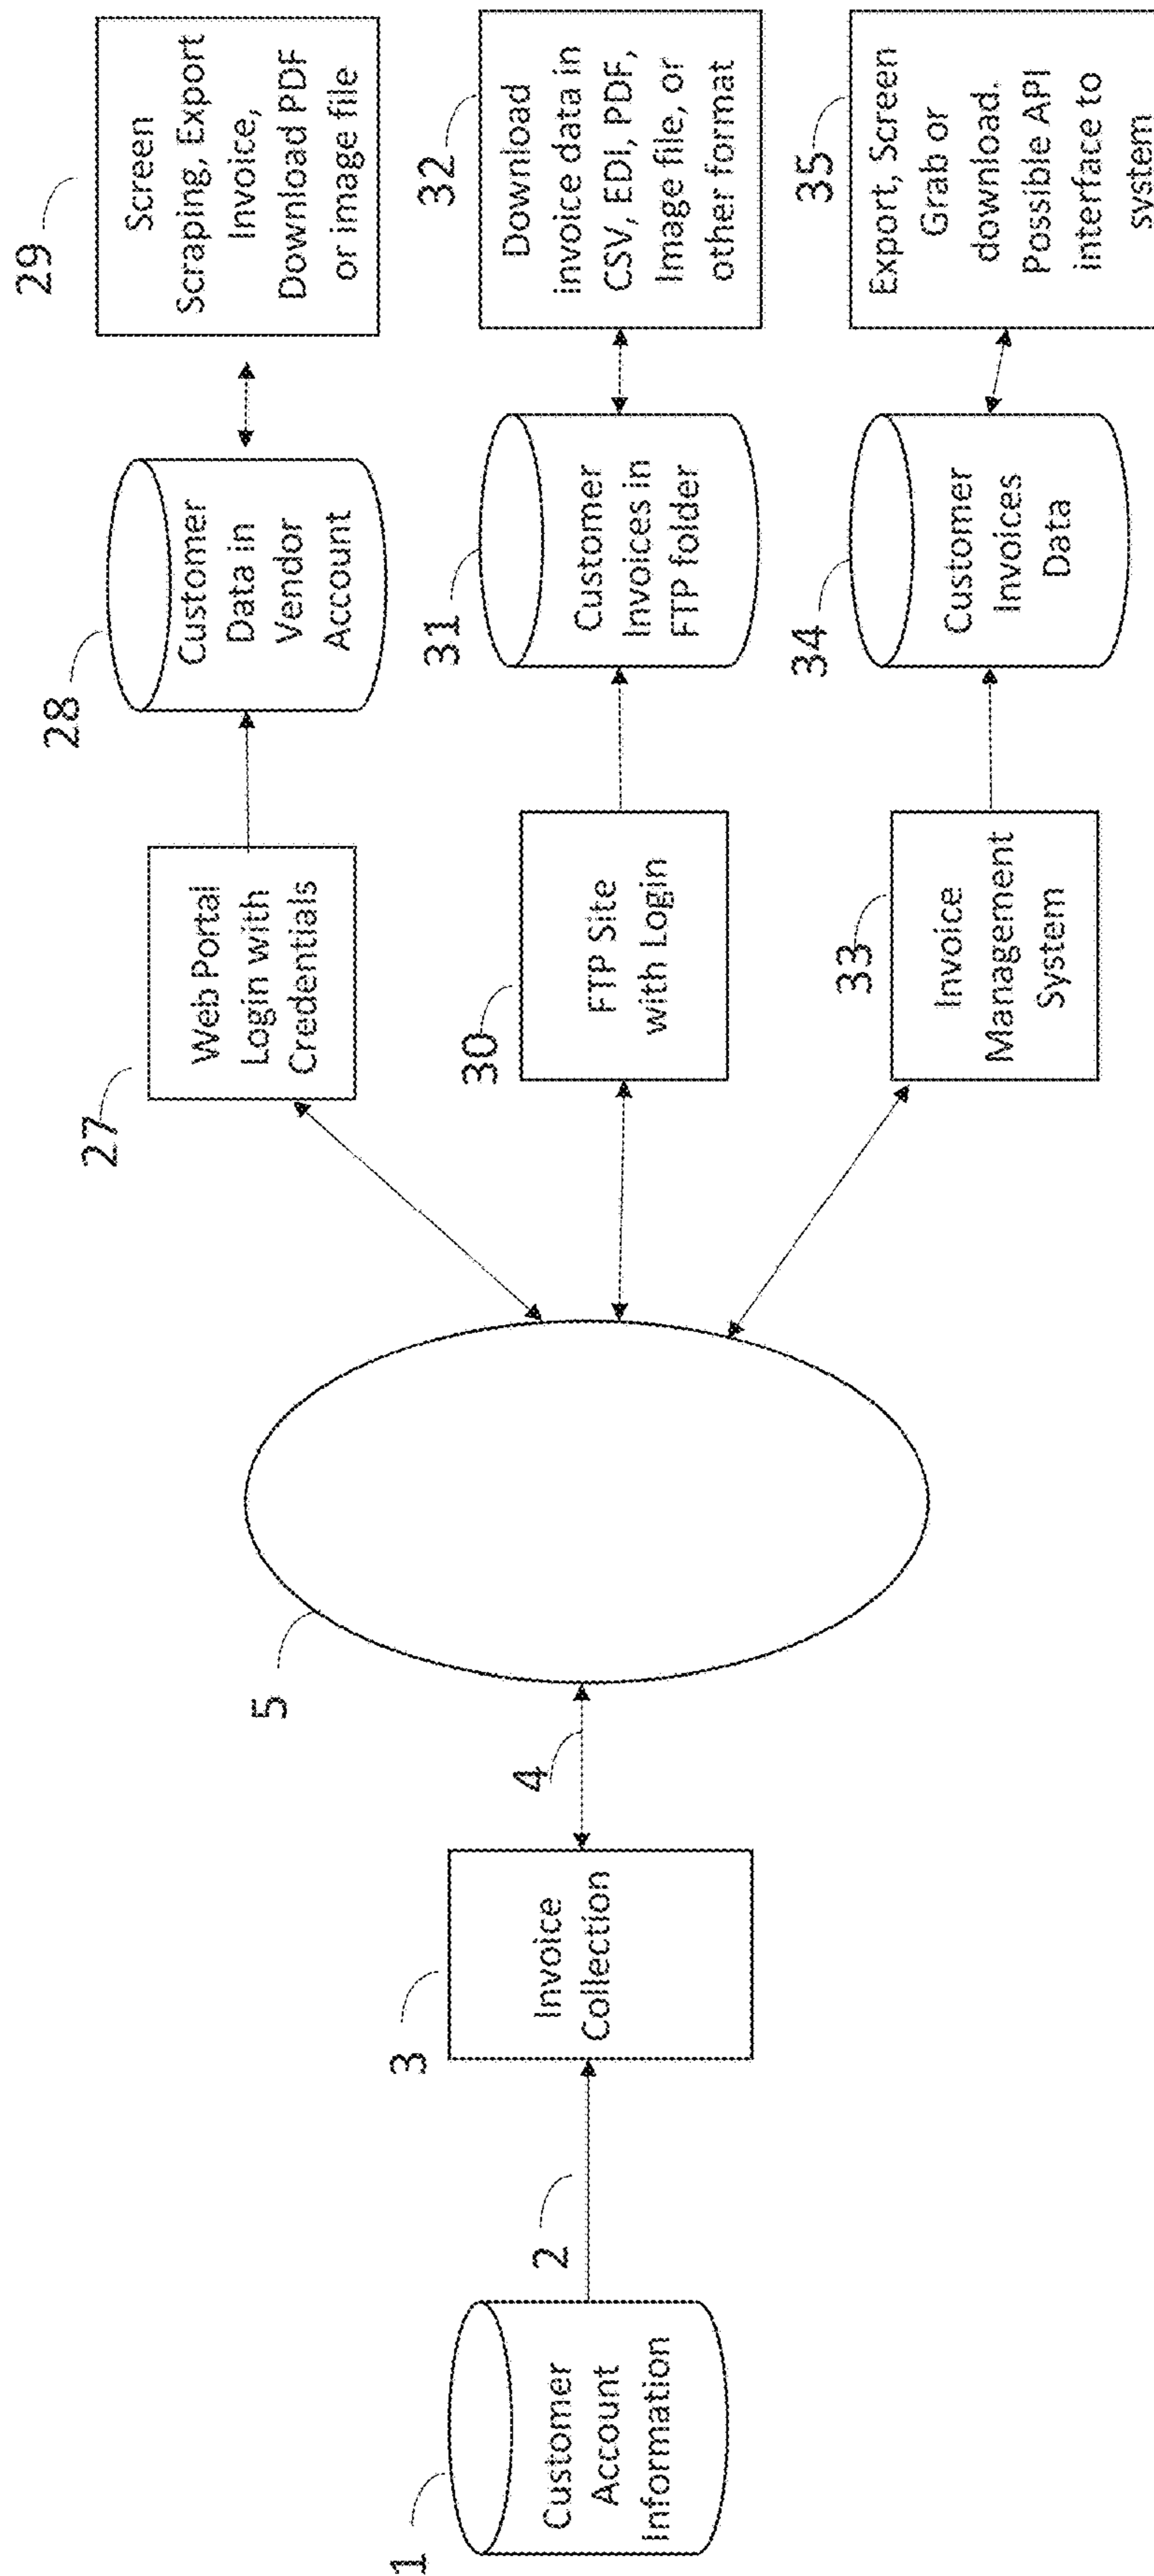 1
Customer
Account
Information
2
3
Invoice
Collection
4
5
27
Web Portal
Login with
Credentials
28
Customer
Data in
Vendor
Account
29
Screen
Scraping, Export
Invoice,
Download PDF
or image file
30
FTP Site
with Login
31
Customer
Invoices in
FTP folder
32
Download
invoice data in
CSV, EDI, PDF,
Image file, or
other format
33
Invoice
Management
System
34
Customer
Invoices
Data
35
Export, Screen
Grab or
download.
Possible API
interface to
system